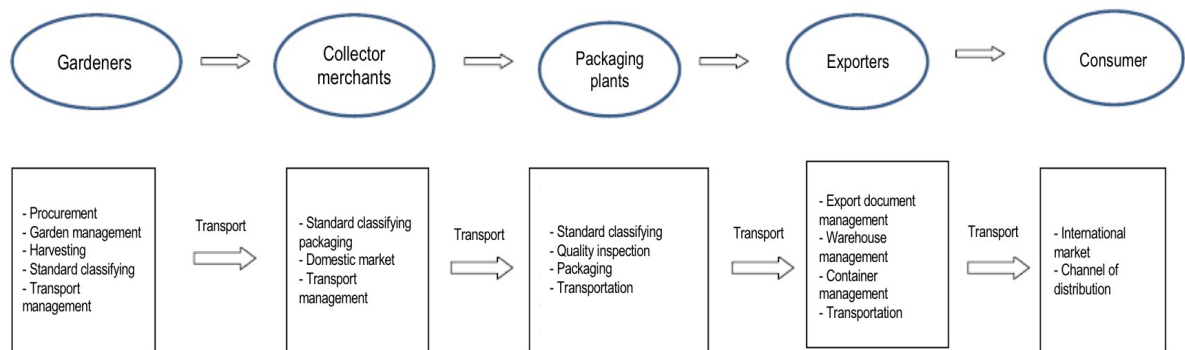 Gardeners
Collector
merchants
Packaging
plants
Exporters
Consumer
- Procurement
- Garden management
- Harvesting
- Standard classifying
- Transport
management
Transport
- Standard classifying
packaging
- Domestic market
- Transport
management
Transport
- Standard classifying
- Quality inspection
- Packaging
- Transportation
Transport
- Export document
management
- Warehouse
management
- Container
management
- Transportation
Transport
- International
market
- Channel of
distribution